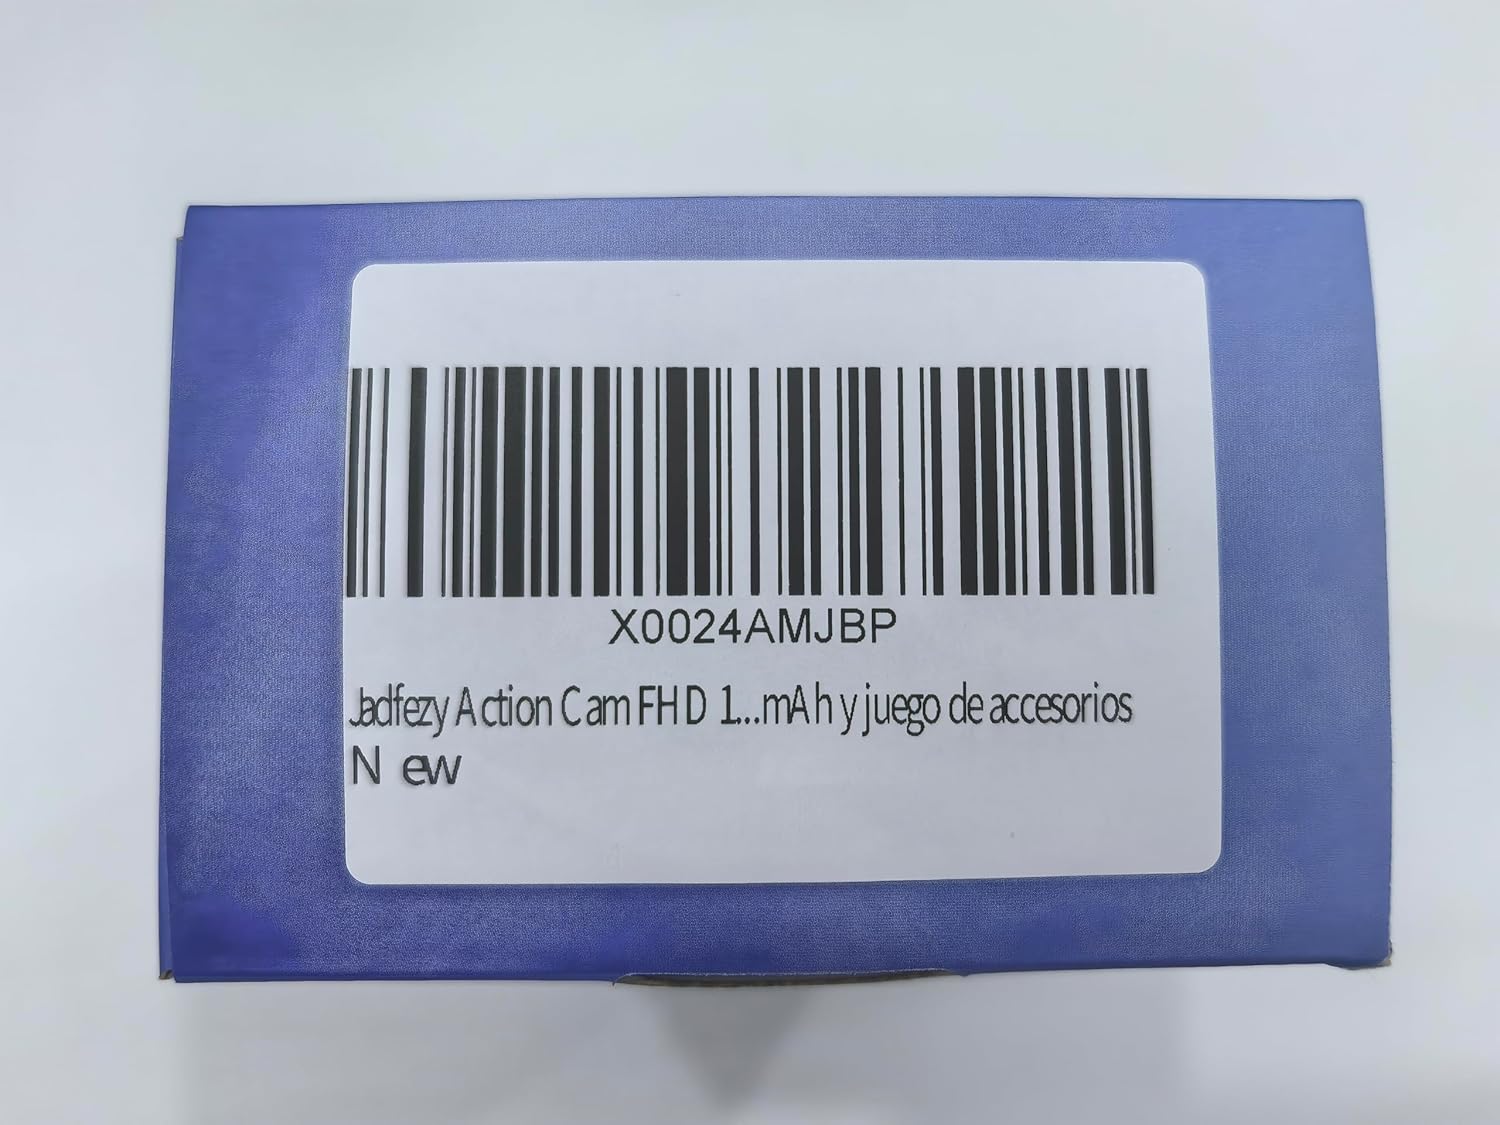 X0024AMJBP
Jadfezy Action Cam FHD 1...mAh y juego de accesorios
New